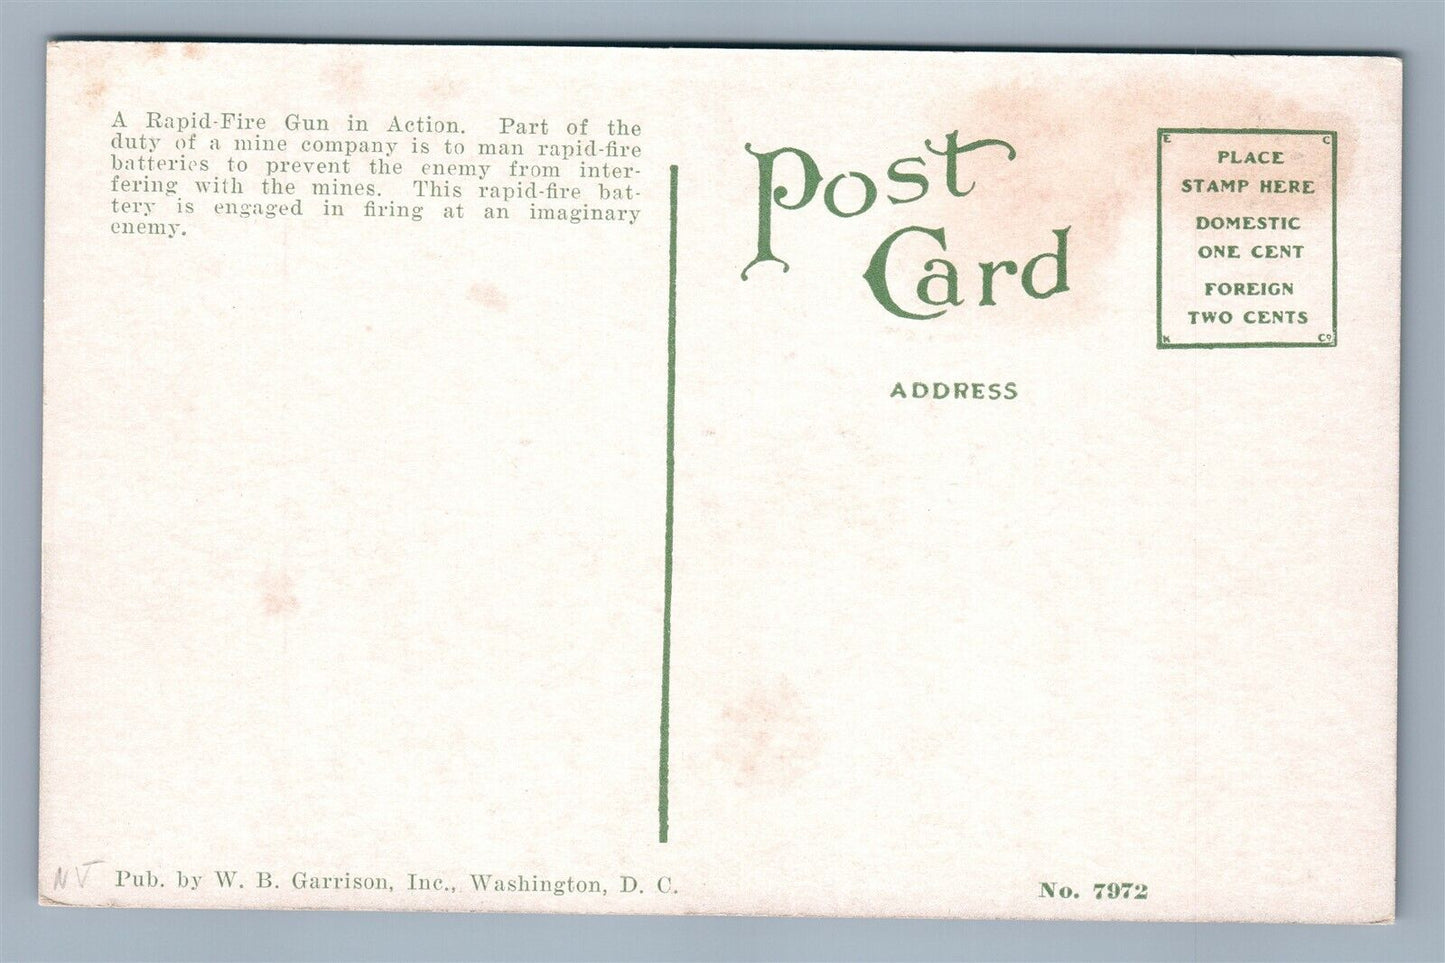 A Rapid-Fire Gun in Action. Part of the
duty of a mine company is to man rapid-fire
batteries to prevent the enemy from inter-
fering with the mines. This rapid-fire bat-
tery is engaged in firing at an imaginary
enemy.
Post
Card
E C
PLACE
STAMP HERE
DOMESTIC
ONE CENT
FOREIGN
TWO CENTS
K Co
ADDRESS
NV
Pub. by W. B. Garrison, Inc., Washington, D. C.
No. 7972